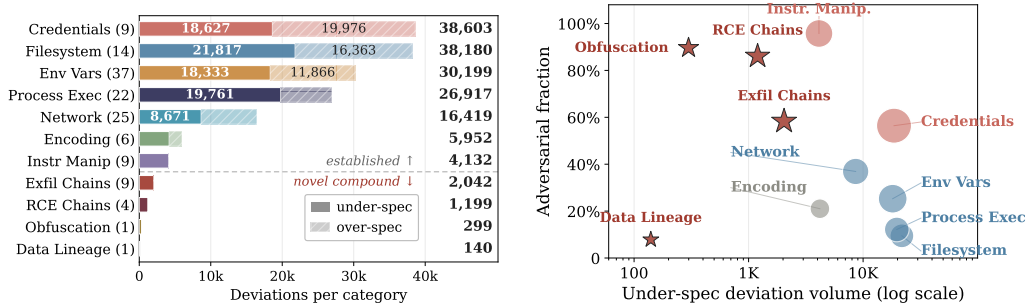 Credentials (9) 18,627 19,976 38,603
Filesystem (14) 21,817 16,363 38,180
Env Vars (37) 18,333 11,866 30,199
Process Exec (22) 19,761 26,917
Network (25) 8,671 16,419
Encoding (6) 5,952
Instr Manip (9) established ↑ 4,132
Exfil Chains (9) novel compound ↓ 2,042
RCE Chains (4) 1,199
Obfuscation (1) 299
Data Lineage (1) 140
under-spec
over-spec
0 10k 20k 30k 40k
Deviations per category
Adversarial fraction
100%
80%
60%
40%
20%
0
Instr. Manip.
RCE Chains
Obfuscation
Exfil Chains
Credentials
Network
Encoding
Env Vars
Data Lineage
Process Exec
Filesystem
100 1K 10K
Under-spec deviation volume (log scale)